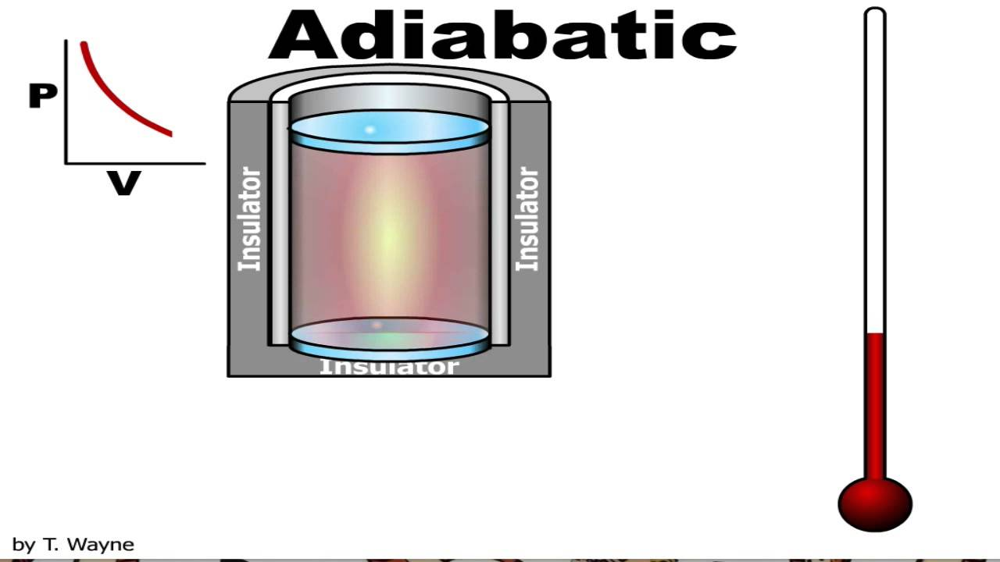 Adiabatic
P
V
Insulator
Insulator
Insulator
by T. Wayne